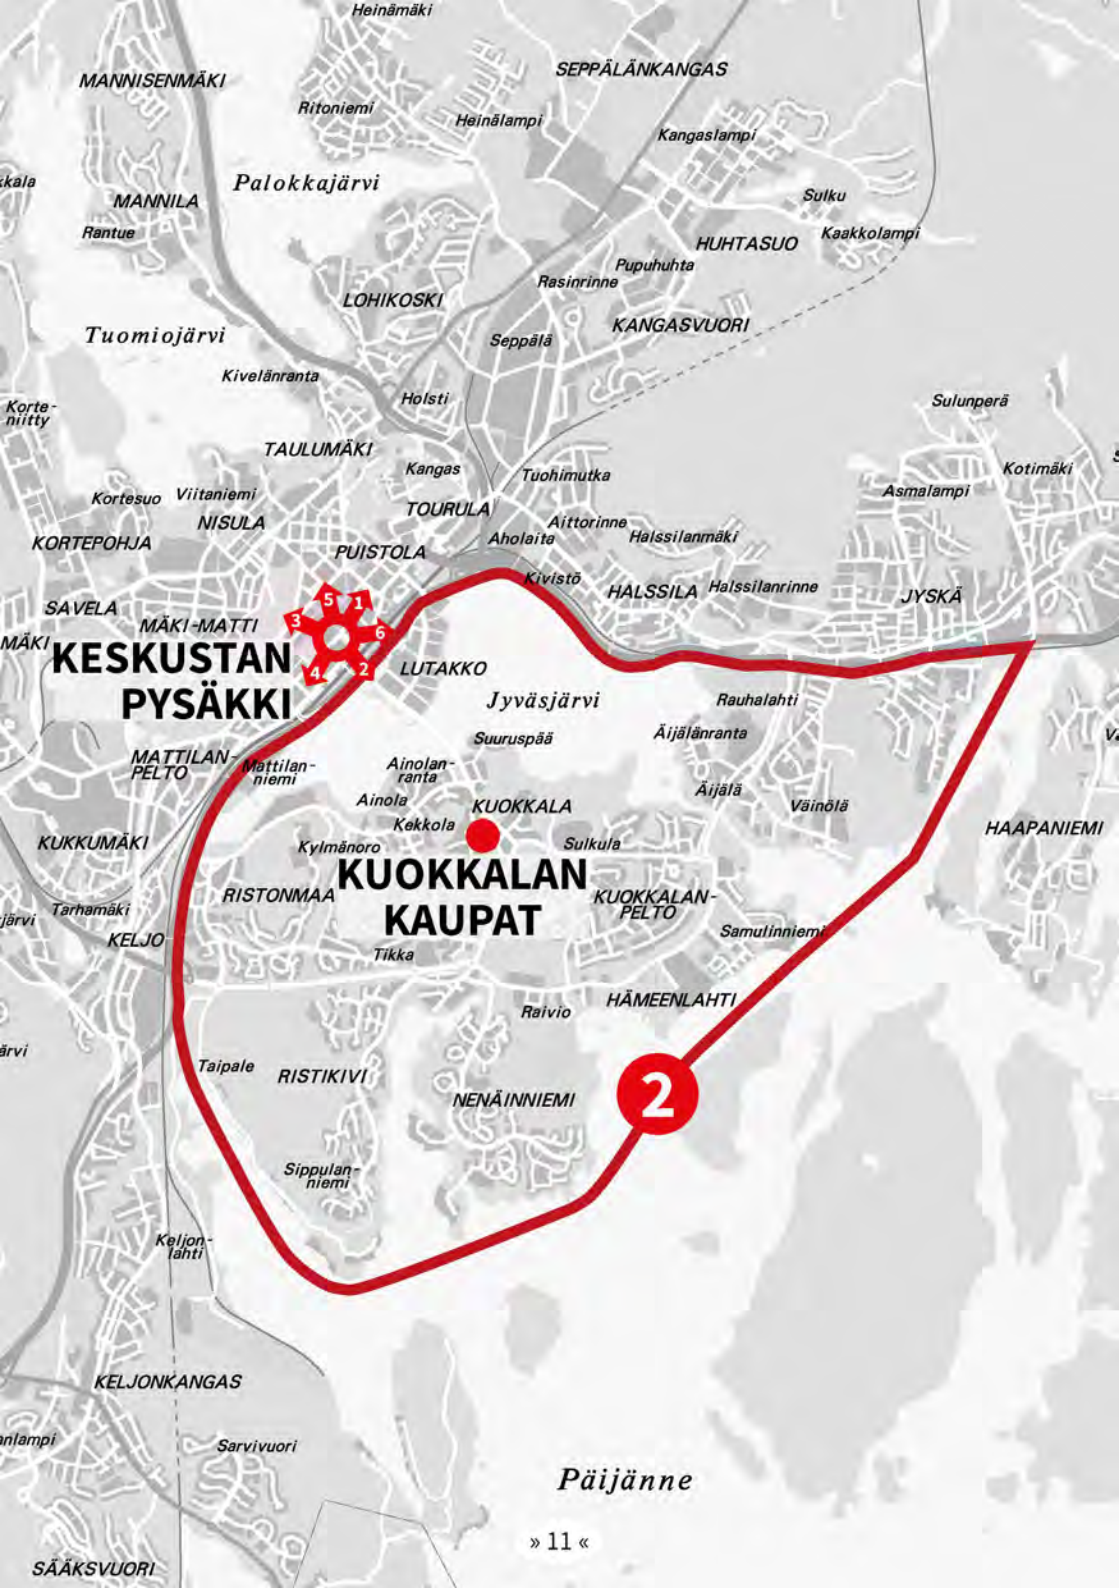 Heinämäki
SEPPÄLÄNKANGAS
MANNISENMÄKI
Ritoniemi
Heinälampi
Kangaslampi
kkala
Palokkajärvi
MANNILA
Sulku
Rantue
Kaakkolampi
HUHTASUO
Pupuhuhta
Rasinrinne
LOHIKOSKI
KANGASVUORI
Tuomiojärvi
Seppälä
Kivelänranta
Holsti
Korte-
niitty
Sulunperä
TAULUMÄKI
Kangas
Tuohimutka
Kotimäki
Asmalampi
Kortesuo
Viitaniemi
NISULA
TOURULA
Aittorinne
Aholaita
Halssilanmäki
KORTEPOHJA
PUISTOLA
Kivistö
HALSSILA
Halssilanrinne
JYSKÄ
SAVELA
MÄKI-MATTI
5
1
3
6
4
2
MÄKI
KESKUSTAN
PYSÄKKI
LUTAKKO
Jyväsjärvi
Rauhalahti
Suuruspää
Äijälänranta
MATTILAN-
PELTO
Mattilan-
niemi
Ainolan-
ranta
Äijälä
Ainola
KUOKKALA
Väinölä
Kekkola
HAAPANIEMI
KUKKUMÄKI
Kylmänoro
Sulkula
KUOKKALAN
KAUPAT
RISTONMAA
KUOKKALAN-
PELTO
Tarhamäki
järvi
KELJO
Samulinniemi
Tikka
HÄMEENLAHTI
Raivio
ärvi
Taipale
RISTIKIVI
NENÄINNIEMI
2
Sippulan-
niemi
Keljon-
lahti
KELJONKANGAS
anlampi
Sarvivuori
Päijänne
» 11 «
SÄÄKSVUORI